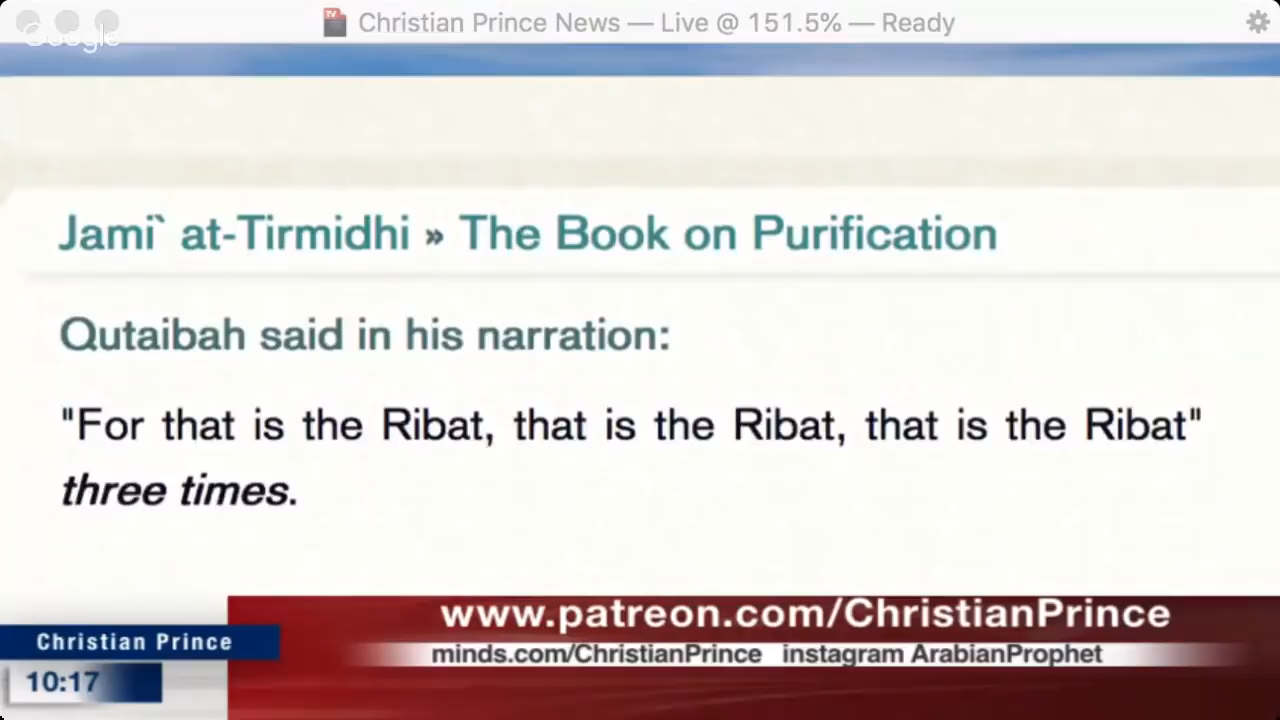 Christian Prince News — Live @ 151.5% — Ready
Google
Jami` at-Tirmidhi » The Book on Purification
Qutaibah said in his narration:
"For that is the Ribat, that is the Ribat, that is the Ribat"
three times.
www.patreon.com/ChristianPrince
Christian Prince
minds.com/ChristianPrince instagram ArabianProphet
10:17